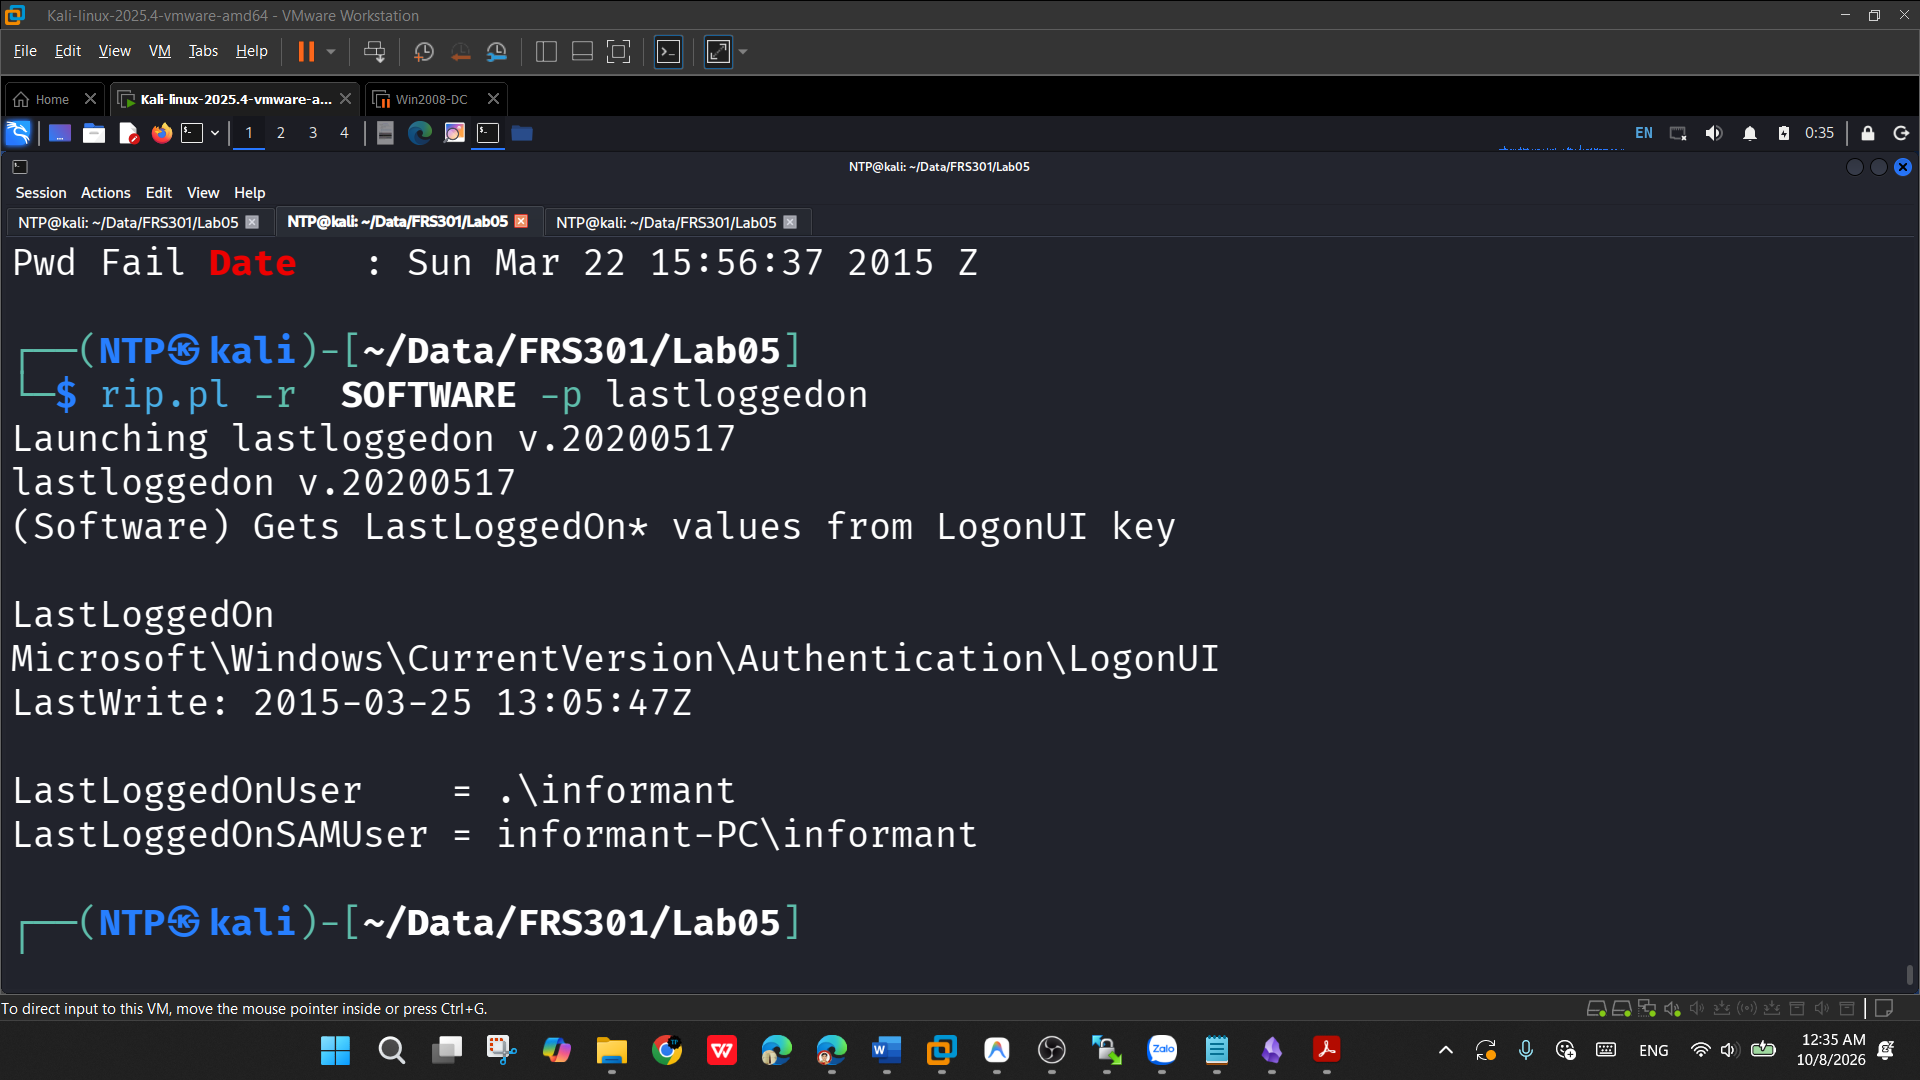 Kali-linux-2025.4-vmware-amd64 - VMware Workstation
File Edit View VM Tabs Help
Home Kali-linux-2025.4-vmware-a... Win2008-DC
1 2 3 4 EN 0:35
NTP@kali: ~/Data/FRS301/Lab05
Session Actions Edit View Help
NTP@kali: ~/Data/FRS301/Lab05 NTP@kali: ~/Data/FRS301/Lab05 NTP@kali: ~/Data/FRS301/Lab05
Pwd Fail Date : Sun Mar 22 15:56:37 2015 Z
┌──(NTP㉿kali)-[~/Data/FRS301/Lab05]
└─$ rip.pl -r SOFTWARE -p lastloggedon
Launching lastloggedon v.20200517
lastloggedon v.20200517
(Software) Gets LastLoggedOn* values from LogonUI key
LastLoggedOn
Microsoft\Windows\CurrentVersion\Authentication\LogonUI
LastWrite: 2015-03-25 13:05:47Z
LastLoggedOnUser = .\informant
LastLoggedOnSAMUser = informant-PC\informant
┌──(NTP㉿kali)-[~/Data/FRS301/Lab05]
To direct input to this VM, move the mouse pointer inside or press Ctrl+G.
Zalo
ENG
12:35 AM
10/8/2026